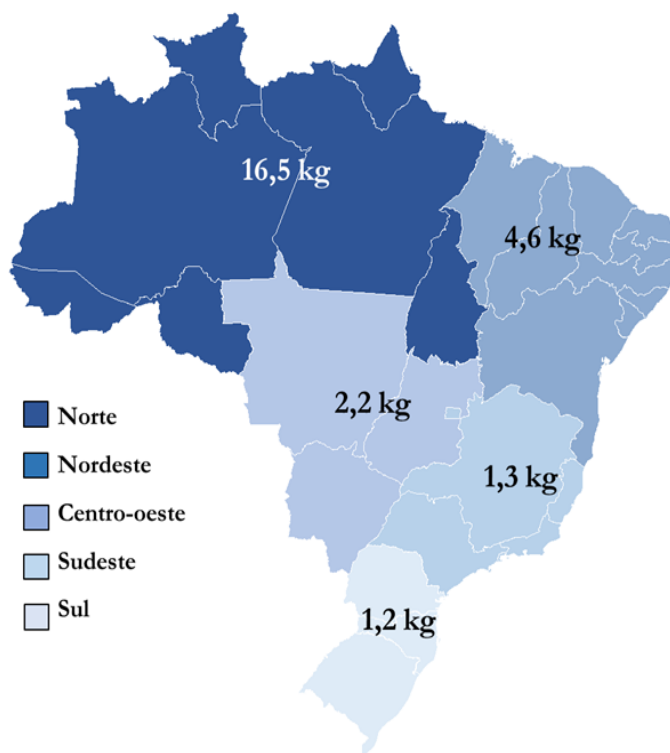 16,5 kg
4,6 kg
2,2 kg
1,3 kg
1,2 kg
Norte
Nordeste
Centro-oeste
Sudeste
Sul